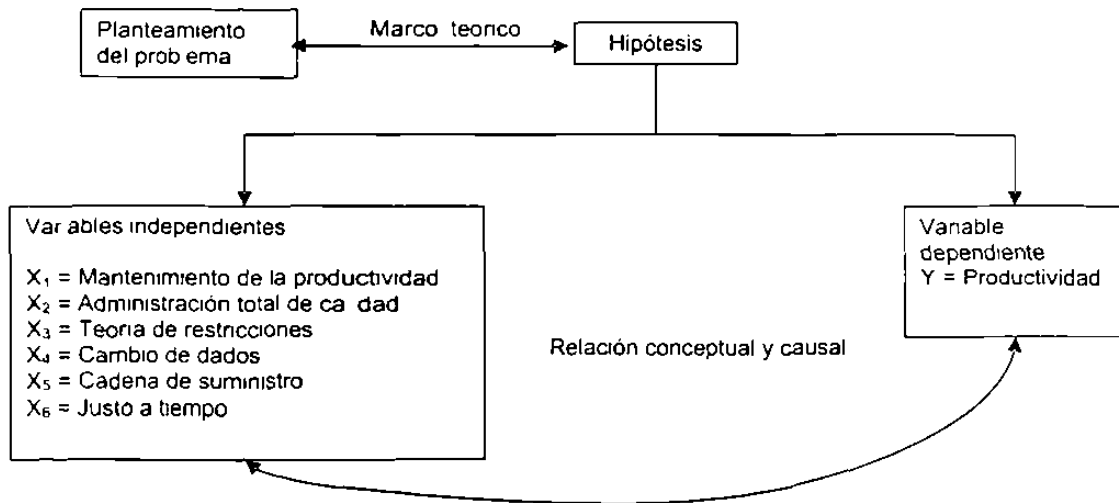 Planteamiento
del prob ema
Marco teorico
Hipótesis
Var ables independientes
X₁ = Mantenimiento de la productividad
X₂ = Administración total de ca dad
X₃ = Teoria de restricciones
X₄ = Cambio de dados
X₅ = Cadena de suministro
X₆ = Justo a tiempo
Variable
dependiente
Y = Productividad
Relación conceptual y causal